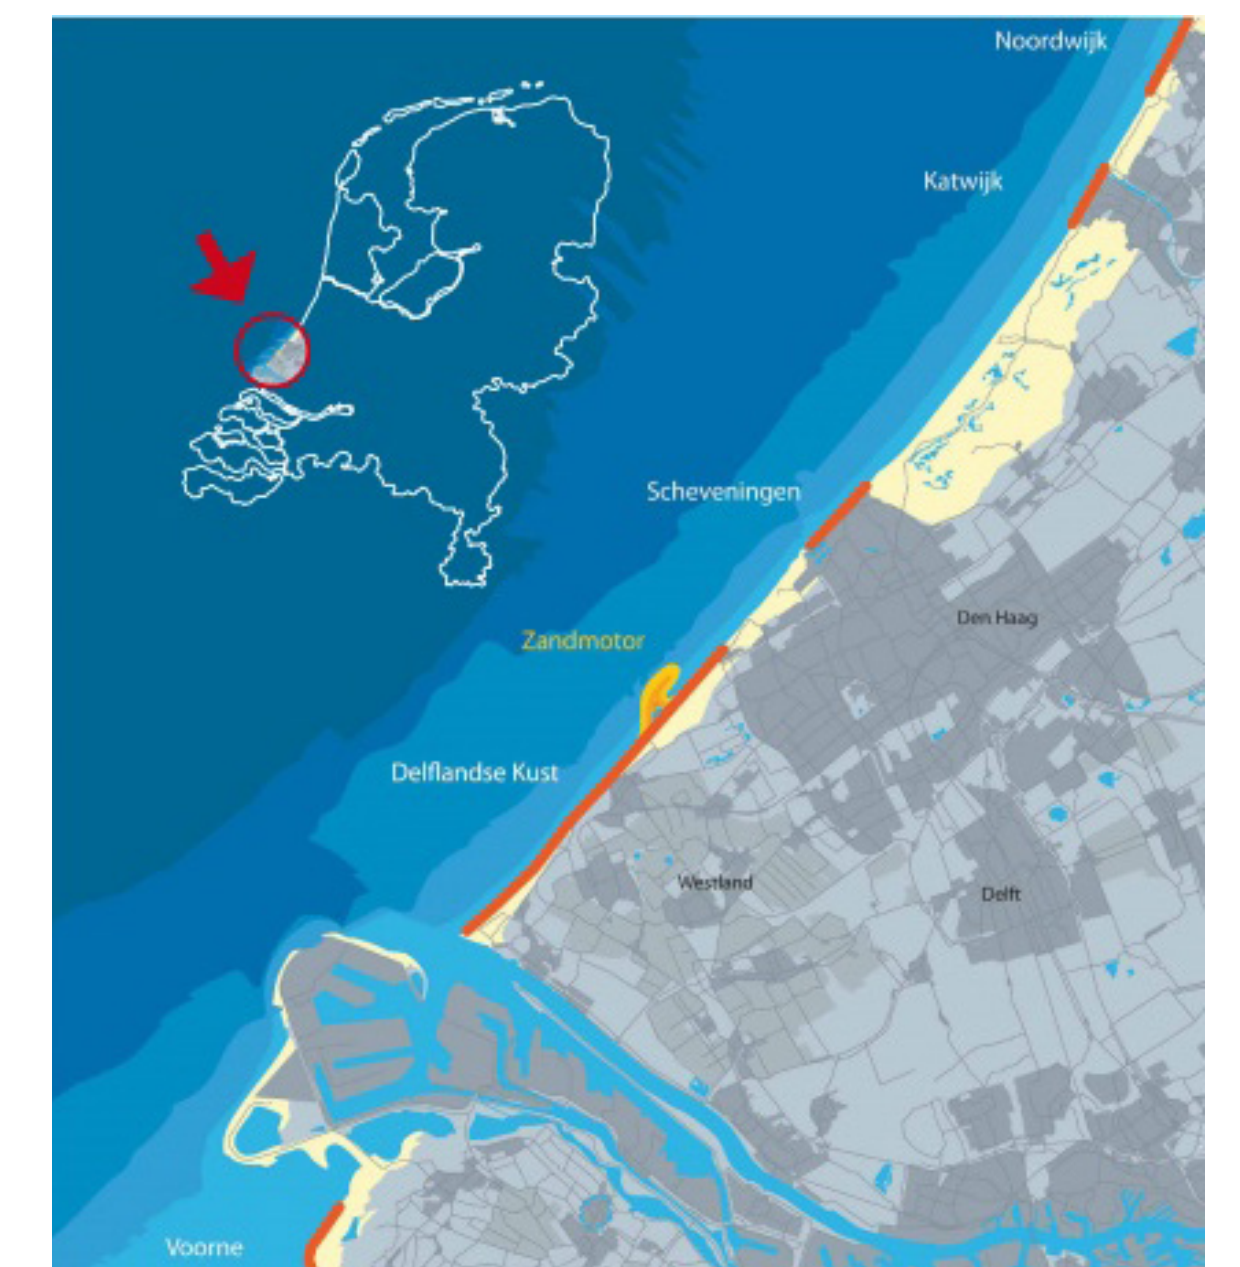 Noordwijk
Katwijk
Scheveningen
Den Haag
Zandmotor
Delflandse Kust
Westland
Delft
Voorne